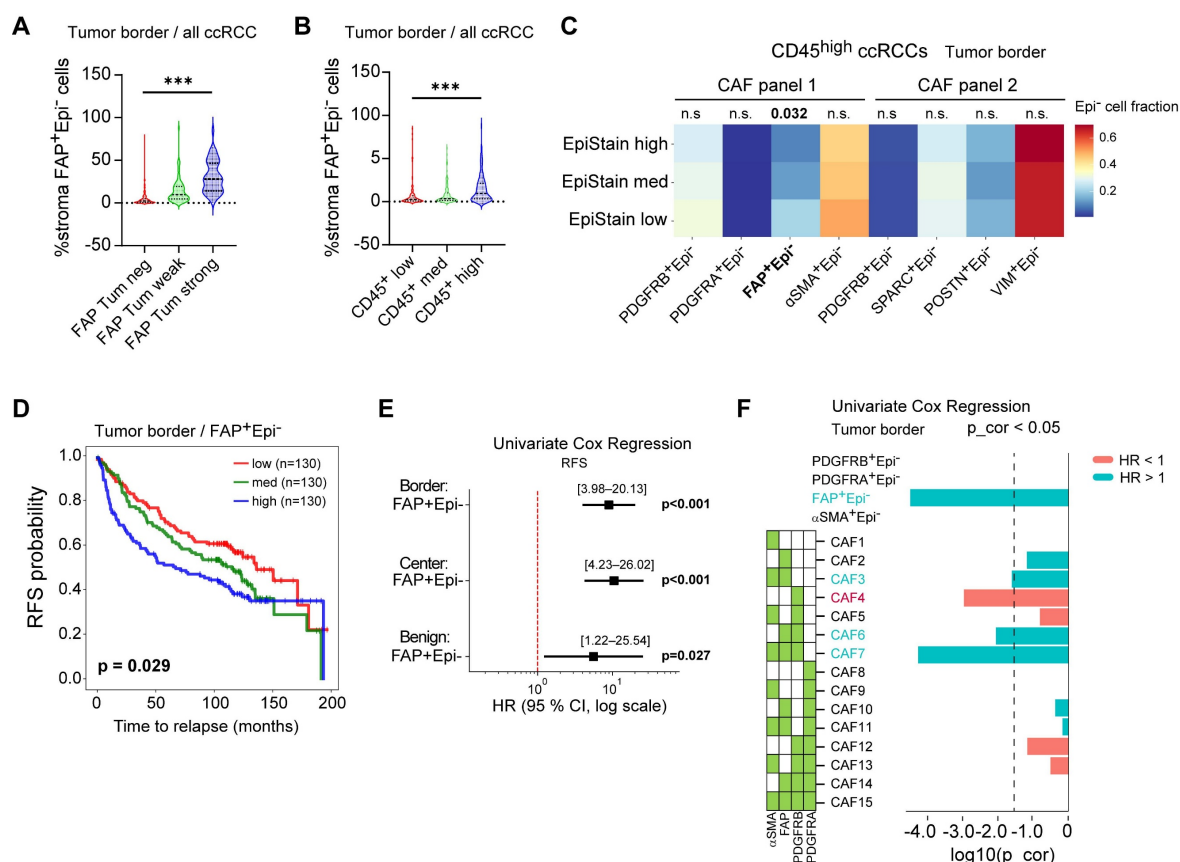 A
Tumor border / all ccRCC
***
%stroma FAP+Epi- cells
150
100
50
0
-50
FAP Tum neg
FAP Tum weak
FAP Tum strong
B
Tumor border / all ccRCC
***
%stroma FAP+Epi- cells
150
100
5
0
-50
CD45+ low
CD45+ med
CD45+ high
C
CD45high ccRCCs Tumor border
CAF panel 1 CAF panel 2
n.s n.s. 0.032 n.s. n.s n.s. n.s. n.s.
EpiStain high
EpiStain med
EpiStain low
PDGFRB+Epi-
PDGFRA+Epi-
FAP+Epi-
αSMA+Epi-
PDGFRB+Epi-
SPARC+Epi-
POSTN+Epi-
VIM+Epi-
Epi- cell fraction
0.6
0.4
0.2
D
Tumor border / FAP+Epi-
RFS probability
1.0
0.8
0.6
0.4
0.2
0.0
low (n=130)
med (n=130)
high (n=130)
p = 0.029
0 50 100 150 200
Time to relapse (months)
E
Univariate Cox Regression
RFS
Border:
FAP+Epi-
[3.98–20.13]
p<0.001
Center:
FAP+Epi-
[4.23–26.02]
p<0.001
Benign:
FAP+Epi-
[1.22–25.54]
p=0.027
100 101
HR (95 % CI, log scale)
F
Univariate Cox Regression
Tumor border p_cor < 0.05
HR < 1
HR > 1
PDGFRB+Epi-
PDGFRA+Epi-
FAP+Epi-
αSMA+Epi-
CAF1
CAF2
CAF3
CAF4
CAF5
CAF6
CAF7
CAF8
CAF9
CAF10
CAF11
CAF12
CAF13
CAF14
CAF15
αSMA
FAP
PDGFRB
PDGFRA
-4.0 -3.0 -2.0 -1.0 0
log10(p_cor)